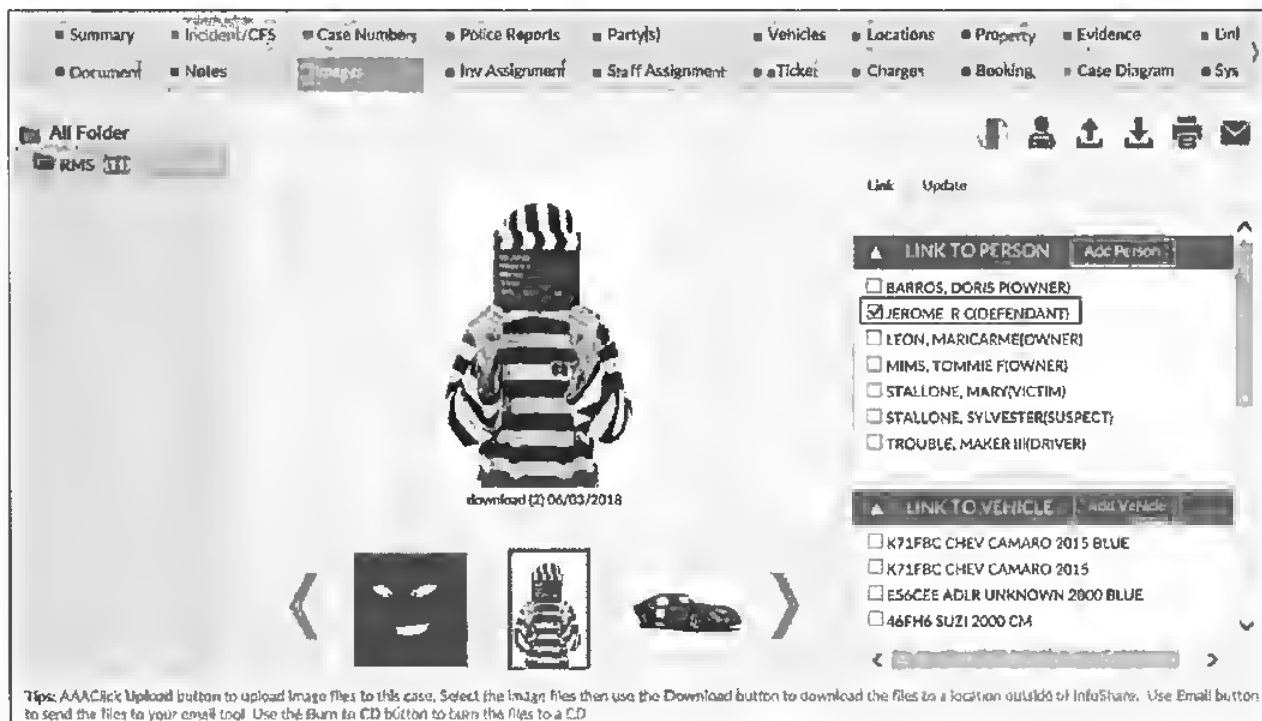 Summary Incident/CFS Case Numbers Police Reports Party(s) Vehicles Locations Property Evidence
Document Notes Images Inv Assignment Staff Assignment eTicket Charges Booking Case Diagram Sys
All Folder
RMS
Link Update
LINK TO PERSON Add Person
BARROS, DORIS P(OWNER)
JEROME R C(DEFENDANT)
LEON, MARICARME(OWNER)
MIMS, TOMMIE F(OWNER)
STALLONE, MARY(VICTIM)
STALLONE, SYLVESTER(SUSPECT)
TROUBLE, MAKER III(DRIVER)
download (2) 06/03/2018
LINK TO VEHICLE Add Vehicle
K71FBC CHEV CAMARO 2015 BLUE
K71FBC CHEV CAMARO 2015
ES6CEE ADLR UNKNOWN 2000 BLUE
46FH6 SUZI 2000 CM
Tips: AAAClick Upload button to upload image files to this case. Select the image files then use the Download button to download the files to a location outside of InfoShare. Use Email button
to send the files to your email tool. Use the Burn to CD button to burn the files to a CD